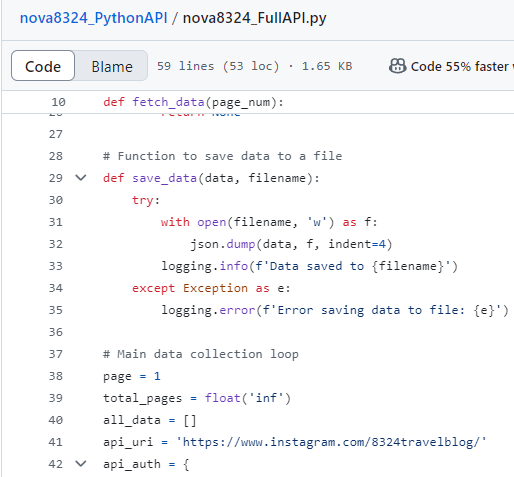 nova8324_PythonAPI / nova8324_FullAPI.py
Code Blame 59 lines (53 loc) · 1.65 KB Code 55% faster
10 def fetch_data(page_num):
return None
27
28 # Function to save data to a file
29 def save_data(data, filename):
30 try:
31 with open(filename, 'w') as f:
32 json.dump(data, f, indent=4)
33 logging.info(f'Data saved to {filename}')
34 except Exception as e:
35 logging.error(f'Error saving data to file: {e}')
36
37 # Main data collection loop
38 page = 1
39 total_pages = float('inf')
40 all_data = []
41 api_uri = 'https://www.instagram.com/8324travelblog/'
42 api_auth = {